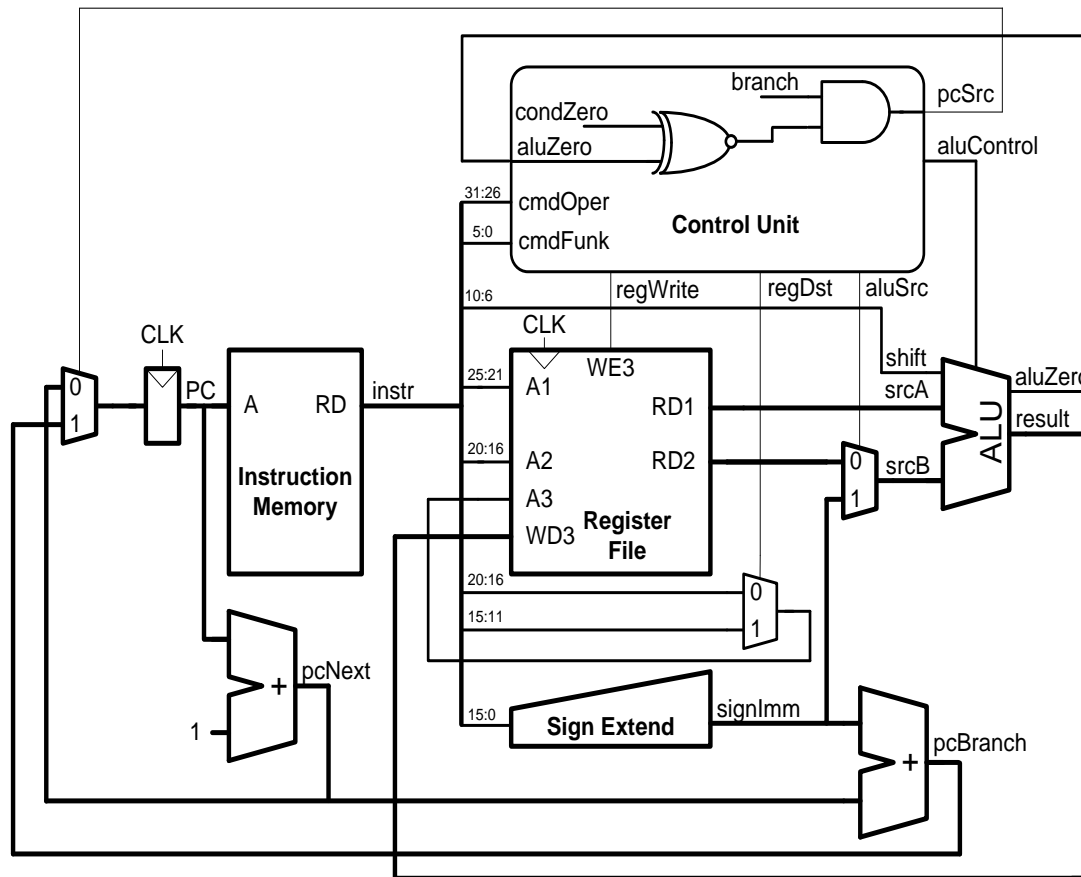 branch
pcSrc
condZero
aluZero
aluControl
31:26
cmdOper
5:0
cmdFunk
Control Unit
10:6
regWrite
regDst
aluSrc
CLK
CLK
shift
0
1
PC
A
RD
instr
25:21
A1
WE3
RD1
srcA
aluZero
result
ALU
20:16
A2
RD2
0
1
srcB
Instruction
Memory
A3
WD3
Register
File
20:16
15:11
0
1
pcNext
+
1
15:0
Sign Extend
signImm
pcBranch
+